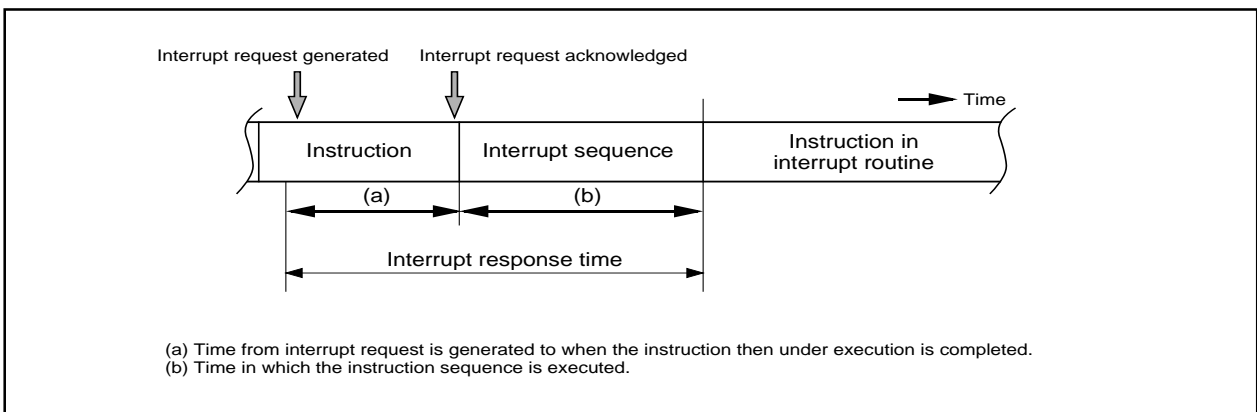 Interrupt request generated
Interrupt request acknowledged
Time
Instruction
Interrupt sequence
Instruction in
interrupt routine
(a)
(b)
Interrupt response time
(a) Time from interrupt request is generated to when the instruction then under execution is completed.
(b) Time in which the instruction sequence is executed.